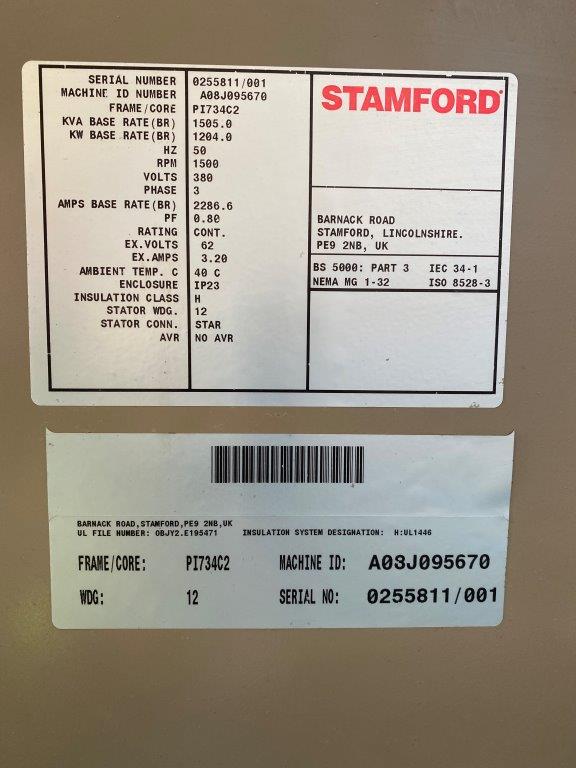 SERIAL NUMBER 0255811/001
MACHINE ID NUMBER A08J095670
FRAME/CORE PI734C2
KVA BASE RATE(BR) 1505.0
KW BASE RATE(BR) 1204.0
HZ 50
RPM 1500
VOLTS 380
PHASE 3
AMPS BASE RATE(BR) 2286.6
PF 0.80
RATING CONT.
EX.VOLTS 62
EX.AMPS 3.20
AMBIENT TEMP. C 40 C
ENCLOSURE IP23
INSULATION CLASS H
STATOR WDG. 12
STATOR CONN. STAR
AVR NO AVR
STAMFORD
BARNACK ROAD
STAMFORD, LINCOLNSHIRE.
PE9 2NB, UK
BS 5000: PART 3 IEC 34-1
NEMA MG 1-32 ISO 8528-3
BARNACK ROAD,STAMFORD,PE9 2NB,UK
UL FILE NUMBER: OBJY2.E195471 INSULATION SYSTEM DESIGNATION: H:UL1446
FRAME/CORE: PI734C2 MACHINE ID: A08J095670
WDG: 12 SERIAL NO: 0255811/001